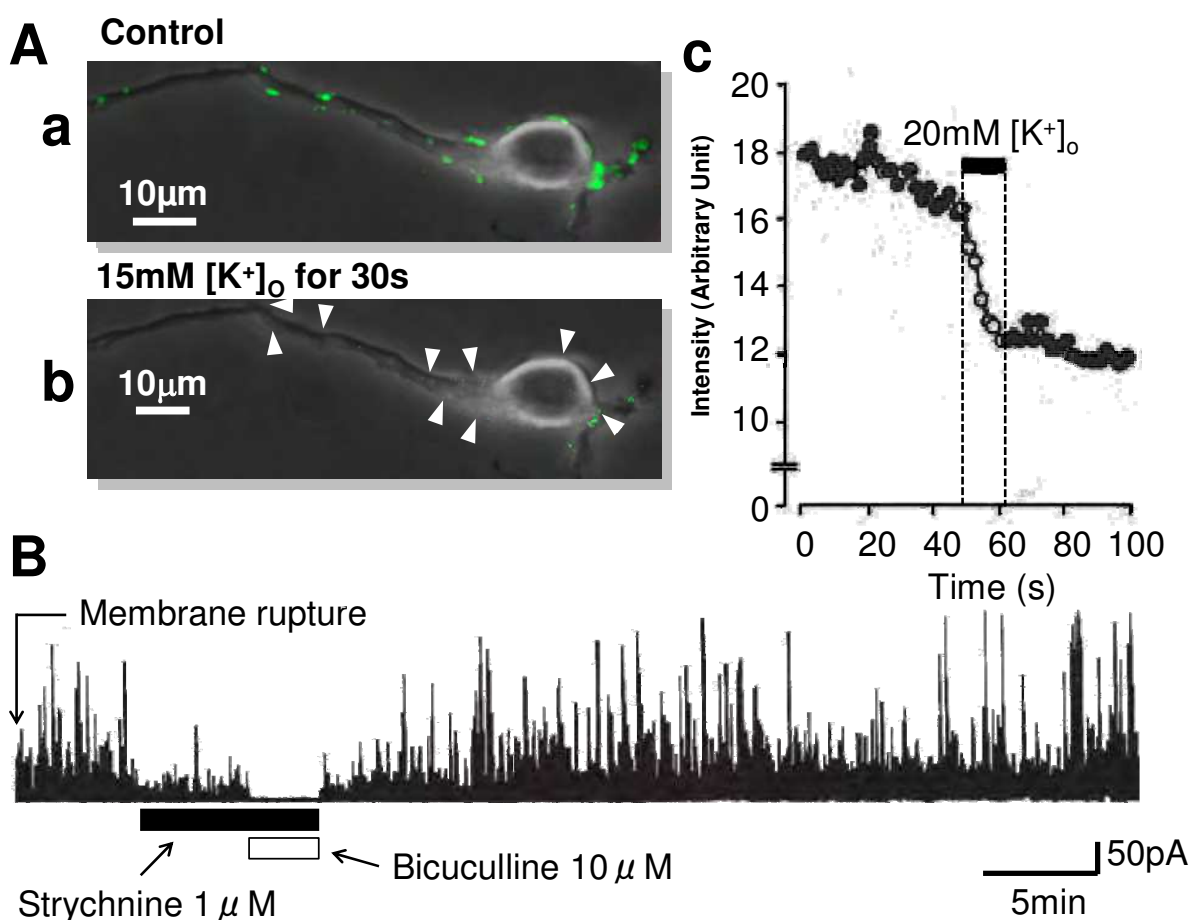 A
Control
a
10μm
15mM [K+]o for 30s
b
10μm
c
20mM [K+]o
Intensity (Arbitrary Unit)
20
18
16
14
12
10
0
0 20 40 60 80 100
Time (s)
B
Membrane rupture
Bicuculline 10 μ M
Strychnine 1 μ M
50pA
5min